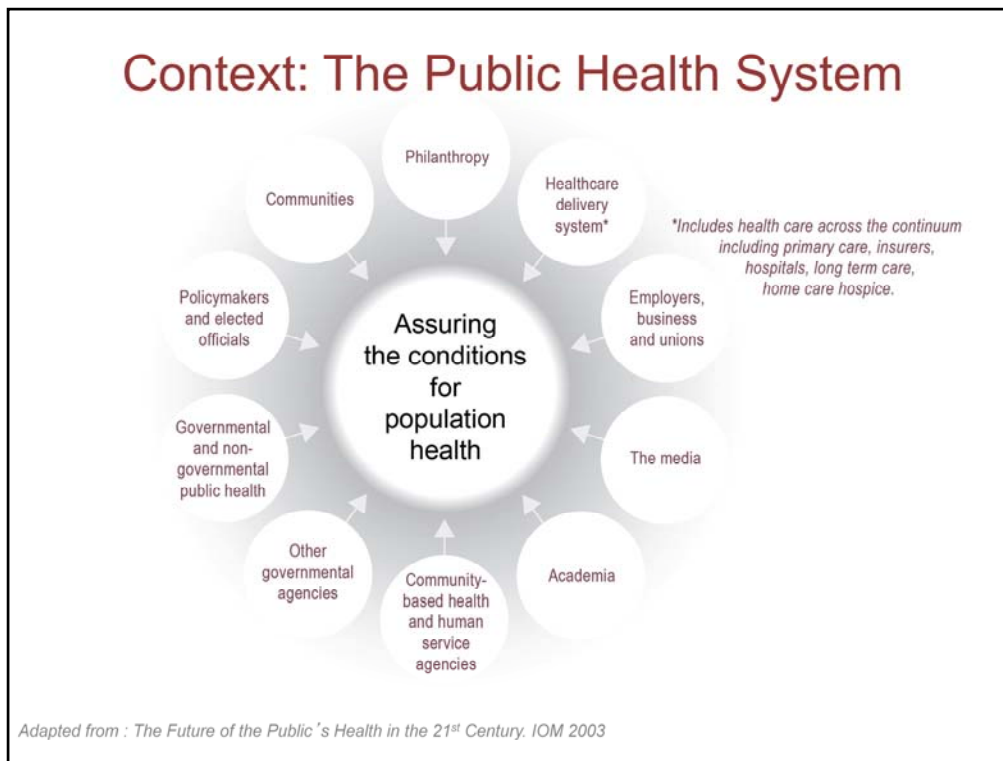 Context: The Public Health System
Philanthropy
Healthcare
delivery
system*
*Includes health care across the continuum
including primary care, insurers,
hospitals, long term care,
home care hospice.
Employers,
business
and unions
The media
Academia
Community-
based health
and human
service
agencies
Other
governmental
agencies
Governmental
and non-
governmental
public health
Policymakers
and elected
officials
Communities
Assuring
the conditions
for
population
health
Adapted from : The Future of the Public's Health in the 21st Century. IOM 2003